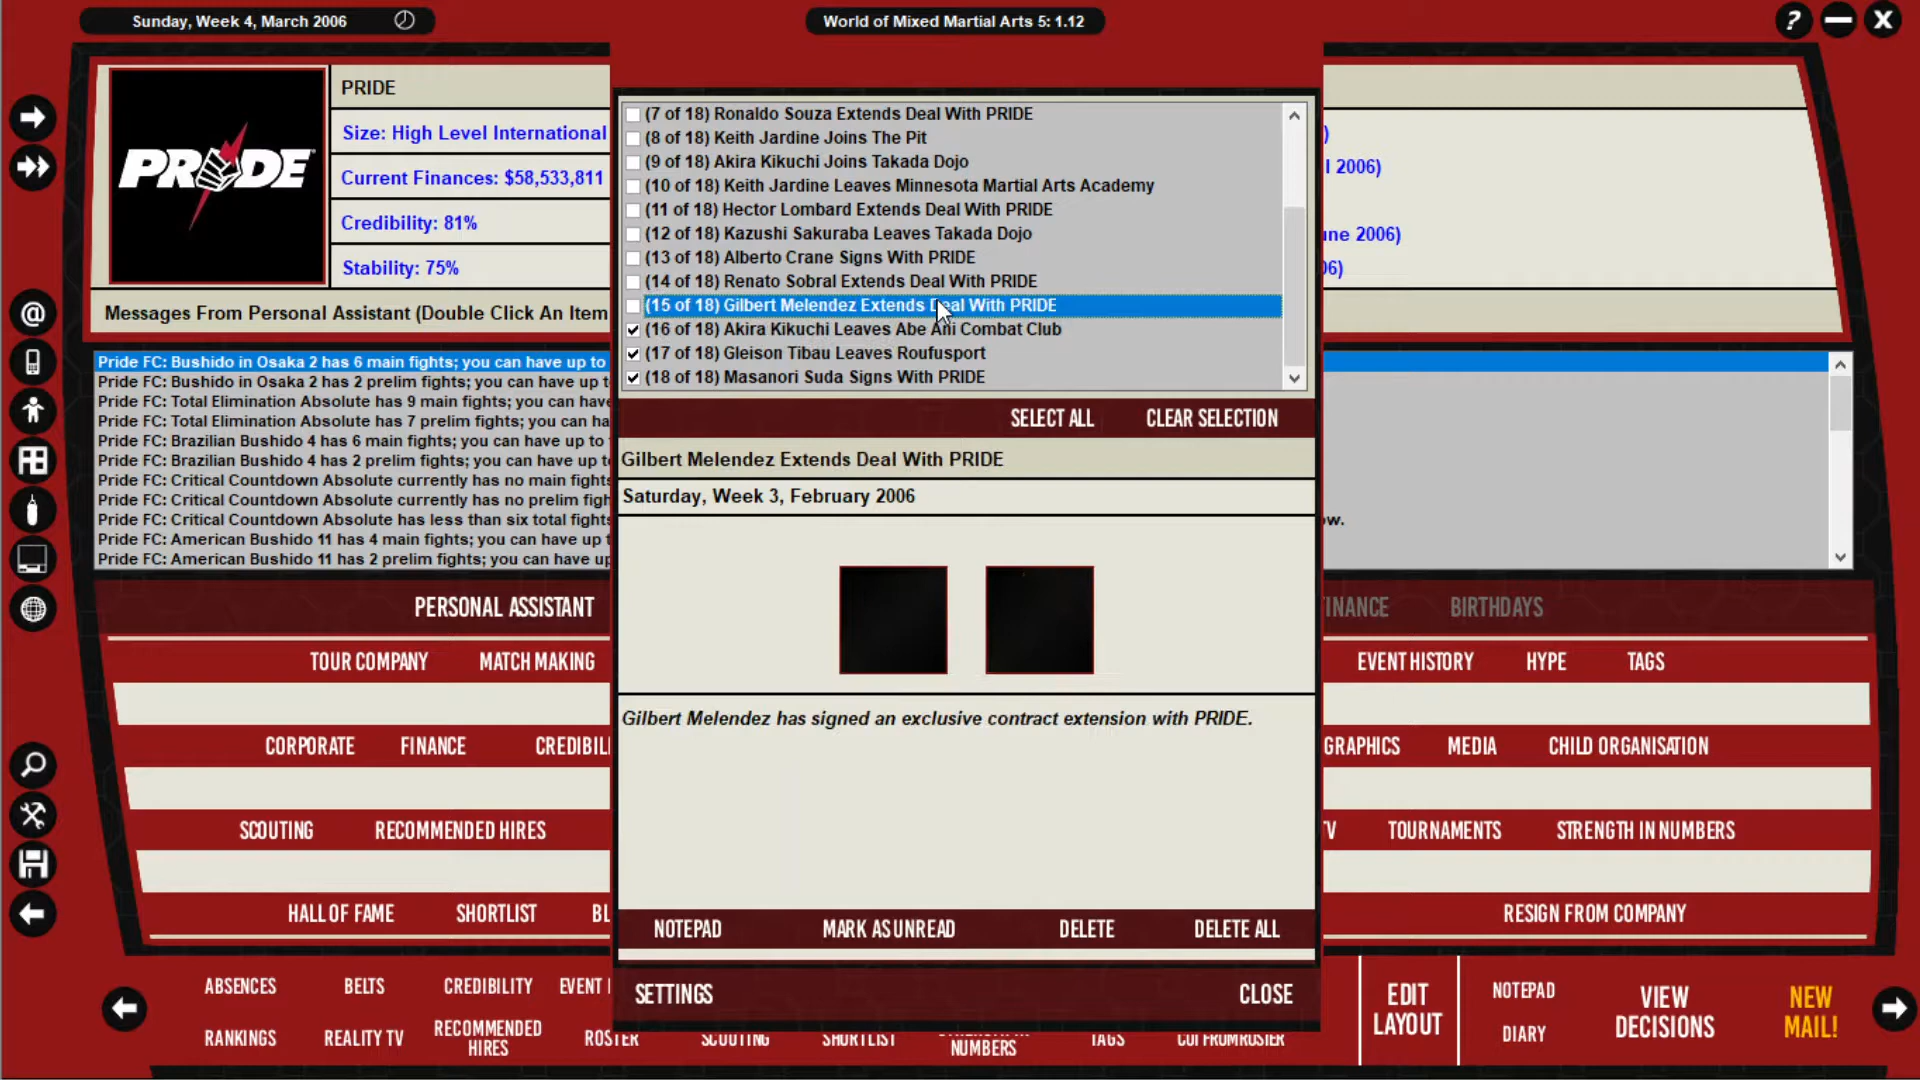 Sunday, Week 4, March 2006
World of Mixed Martial Arts 5: 1.12
?
X
PRIDE
PRIDE
Size: High Level International
Current Finances: $58,533,811
Credibility: 81%
Stability: 75%
)
l 2006)
une 2006)
06)
Messages From Personal Assistant (Double Click An Item
Pride FC: Bushido in Osaka 2 has 6 main fights; you can have up to
Pride FC: Bushido in Osaka 2 has 2 prelim fights; you can have up t
Pride FC: Total Elimination Absolute has 9 main fights; you can have
Pride FC: Total Elimination Absolute has 7 prelim fights; you can ha
Pride FC: Brazilian Bushido 4 has 6 main fights; you can have up to
Pride FC: Brazilian Bushido 4 has 2 prelim fights; you can have up t
Pride FC: Critical Countdown Absolute currently has no main fights
Pride FC: Critical Countdown Absolute currently has no prelim figh
Pride FC: Critical Countdown Absolute has less than six total fights
ow.
Pride FC: American Bushido 11 has 4 main fights; you can have up t
Pride FC: American Bushido 11 has 2 prelim fights; you can have up
(7 of 18) Ronaldo Souza Extends Deal With PRIDE
(8 of 18) Keith Jardine Joins The Pit
(9 of 18) Akira Kikuchi Joins Takada Dojo
(10 of 18) Keith Jardine Leaves Minnesota Martial Arts Academy
(11 of 18) Hector Lombard Extends Deal With PRIDE
(12 of 18) Kazushi Sakuraba Leaves Takada Dojo
(13 of 18) Alberto Crane Signs With PRIDE
(14 of 18) Renato Sobral Extends Deal With PRIDE
(15 of 18) Gilbert Melendez Extends Deal With PRIDE
(16 of 18) Akira Kikuchi Leaves Abe Ani Combat Club
(17 of 18) Gleison Tibau Leaves Roufusport
(18 of 18) Masanori Suda Signs With PRIDE
SELECT ALL CLEAR SELECTION
Gilbert Melendez Extends Deal With PRIDE
Saturday, Week 3, February 2006
Gilbert Melendez has signed an exclusive contract extension with PRIDE.
NOTEPAD MARK AS UNREAD DELETE DELETE ALL
SETTINGS CLOSE
PERSONAL ASSISTANT FINANCE BIRTHDAYS
TOUR COMPANY MATCH MAKING EVENT HISTORY HYPE TAGS
CORPORATE FINANCE CREDIBIL GRAPHICS MEDIA CHILD ORGANISATION
SCOUTING RECOMMENDED HIRES TV TOURNAMENTS STRENGTH IN NUMBERS
HALL OF FAME SHORTLIST BL RESIGN FROM COMPANY
ABSENCES BELTS CREDIBILITY EVENT
RANKINGS REALITY TV RECOMMENDED HIRES ROSTER SCOUTING SHORTLIST NUMBERS TAGS
EDIT LAYOUT
NOTEPAD
DIARY
VIEW DECISIONS
NEW MAIL!